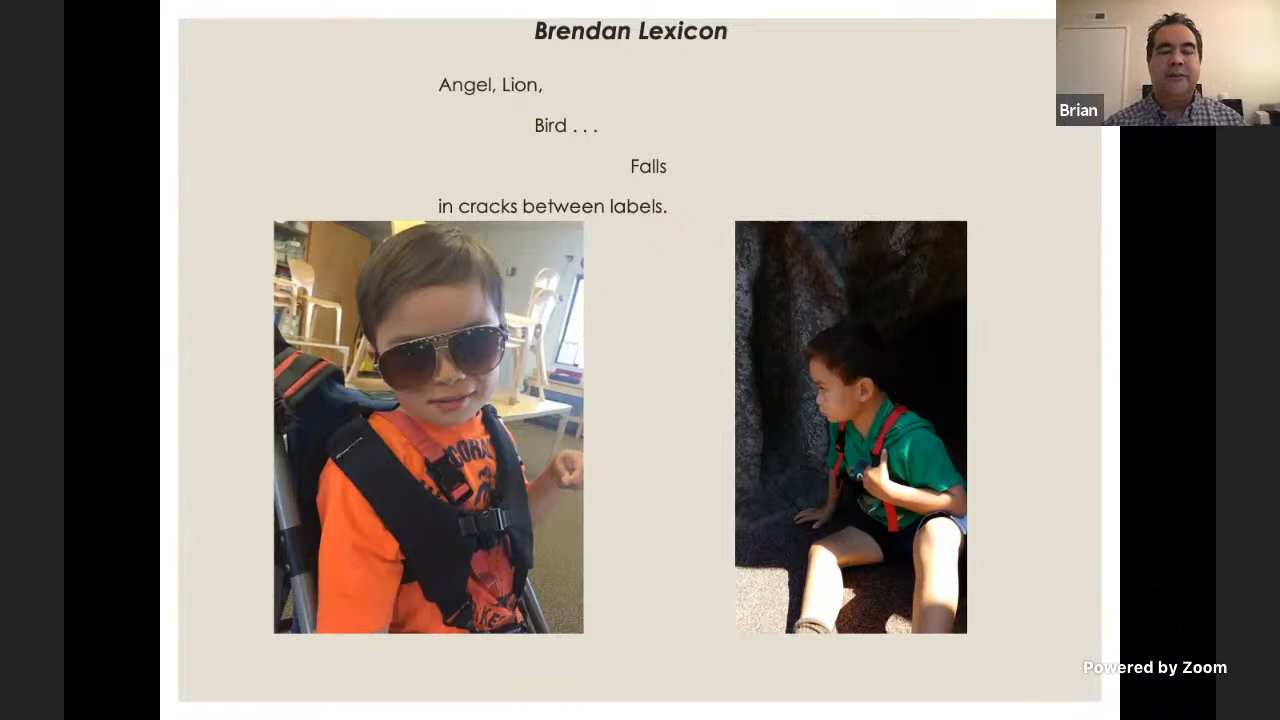 Brendan Lexicon
Angel, Lion,
Bird . . .
Falls
in cracks between labels.
Brian
Powered by Zoom